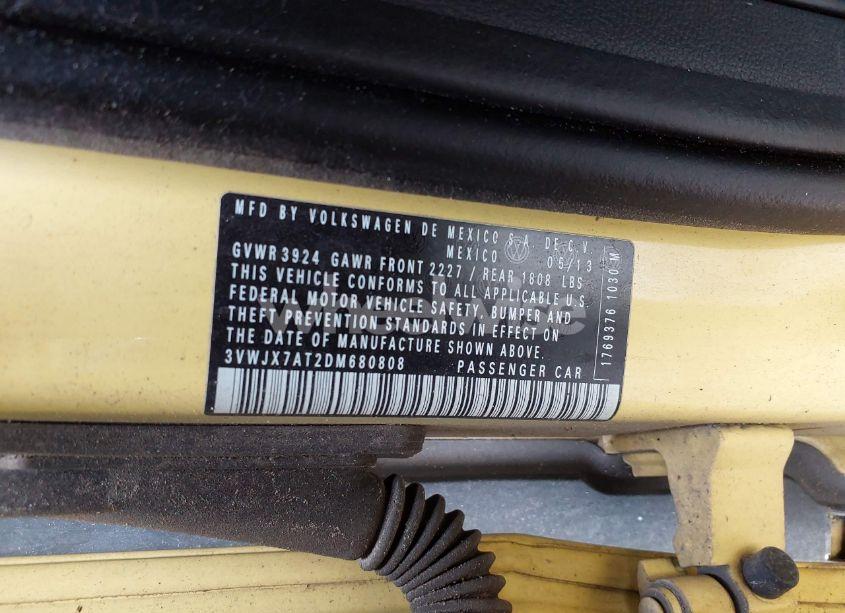 MFD BY VOLKSWAGEN DE MEXICO S.A. DE C.V.
MEXICO 05/13
GVWR 3924 GAWR FRONT 2227 / REAR 1808 LBS
THIS VEHICLE CONFORMS TO ALL APPLICABLE U.S.
FEDERAL MOTOR VEHICLE SAFETY, BUMPER AND
THEFT PREVENTION STANDARDS IN EFFECT ON
THE DATE OF MANUFACTURE SHOWN ABOVE.
3VWJX7AT2DM680808 PASSENGER CAR
1769376 1030 M